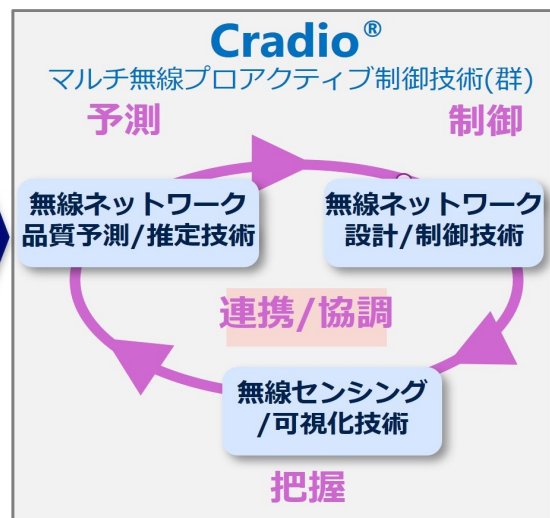 Cradio®
マルチ無線プロアクティブ制御技術(群)
予測
制御
無線ネットワーク
品質予測/推定技術
無線ネットワーク
設計/制御技術
連携/協調
無線センシング
/可視化技術
把握